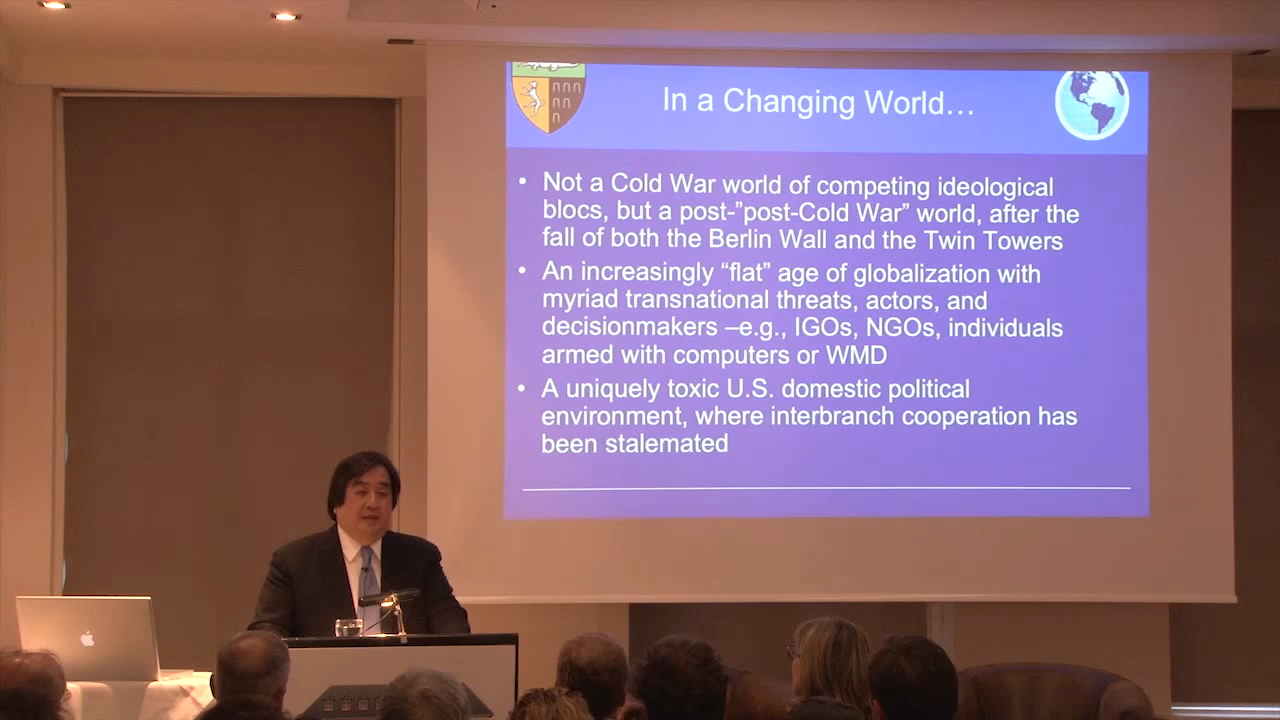 In a Changing World…
• Not a Cold War world of competing ideological
blocs, but a post-”post-Cold War” world, after the
fall of both the Berlin Wall and the Twin Towers
• An increasingly “flat” age of globalization with
myriad transnational threats, actors, and
decisionmakers –e.g., IGOs, NGOs, individuals
armed with computers or WMD
• A uniquely toxic U.S. domestic political
environment, where interbranch cooperation has
been stalemated